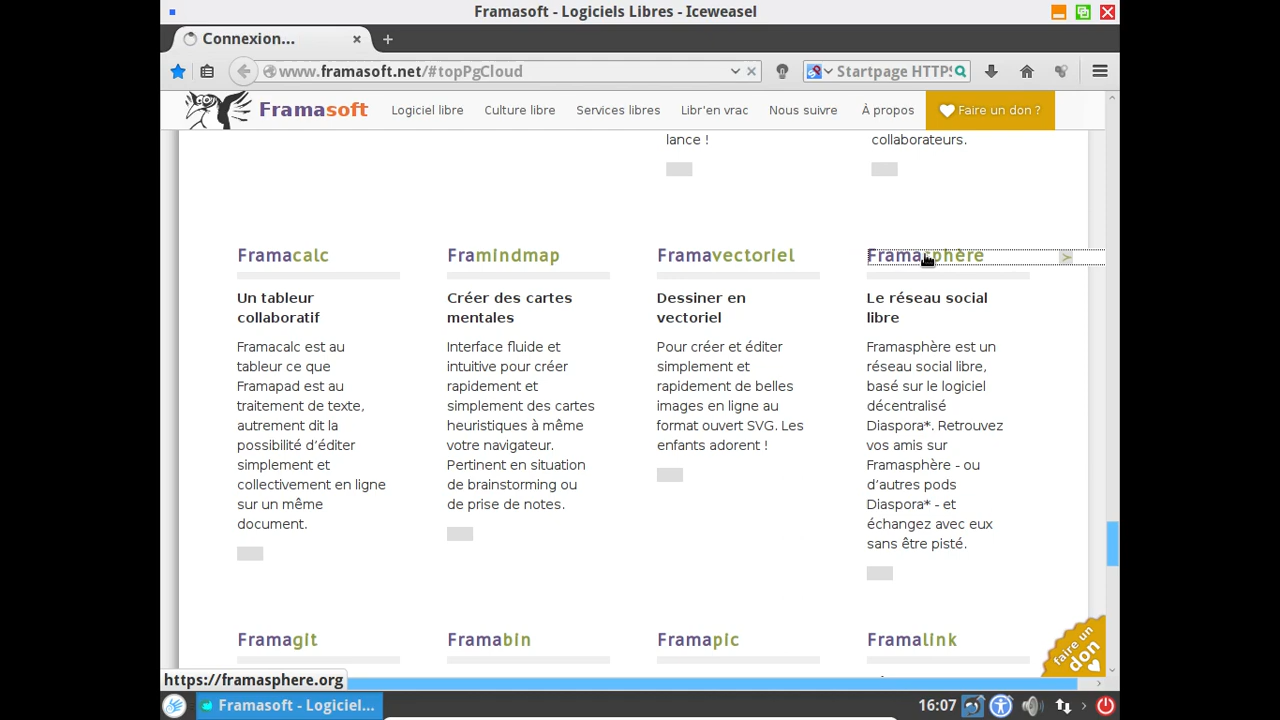 Framasoft - Logiciels Libres - Iceweasel
Connexion...
www.framasoft.net/#topPgCloud
Startpage HTTPS
Framasoft
Logiciel libre
Culture libre
Services libres
Libr'en vrac
Nous suivre
À propos
Faire un don ?
lance !
collaborateurs.
Framacalc
Un tableur
collaboratif
Framacalc est au
tableur ce que
Framapad est au
traitement de texte,
autrement dit la
possibilité d'éditer
simplement et
collectivement en ligne
sur un même
document.
Framindmap
Créer des cartes
mentales
Interface fluide et
intuitive pour créer
rapidement et
simplement des cartes
heuristiques à même
votre navigateur.
Pertinent en situation
de brainstorming ou
de prise de notes.
Framavectoriel
Dessiner en
vectoriel
Pour créer et éditer
simplement et
rapidement de belles
images en ligne au
format ouvert SVG. Les
enfants adorent !
Framasphère
>
Le réseau social
libre
Framasphère est un
réseau social libre,
basé sur le logiciel
décentralisé
Diaspora*. Retrouvez
vos amis sur
Framasphère - ou
d'autres pods
Diaspora* - et
échangez avec eux
sans être pisté.
Framagit
Framabin
Framapic
Framalink
faire un
don
https://framasphere.org
Framasoft - Logiciel...
16:07